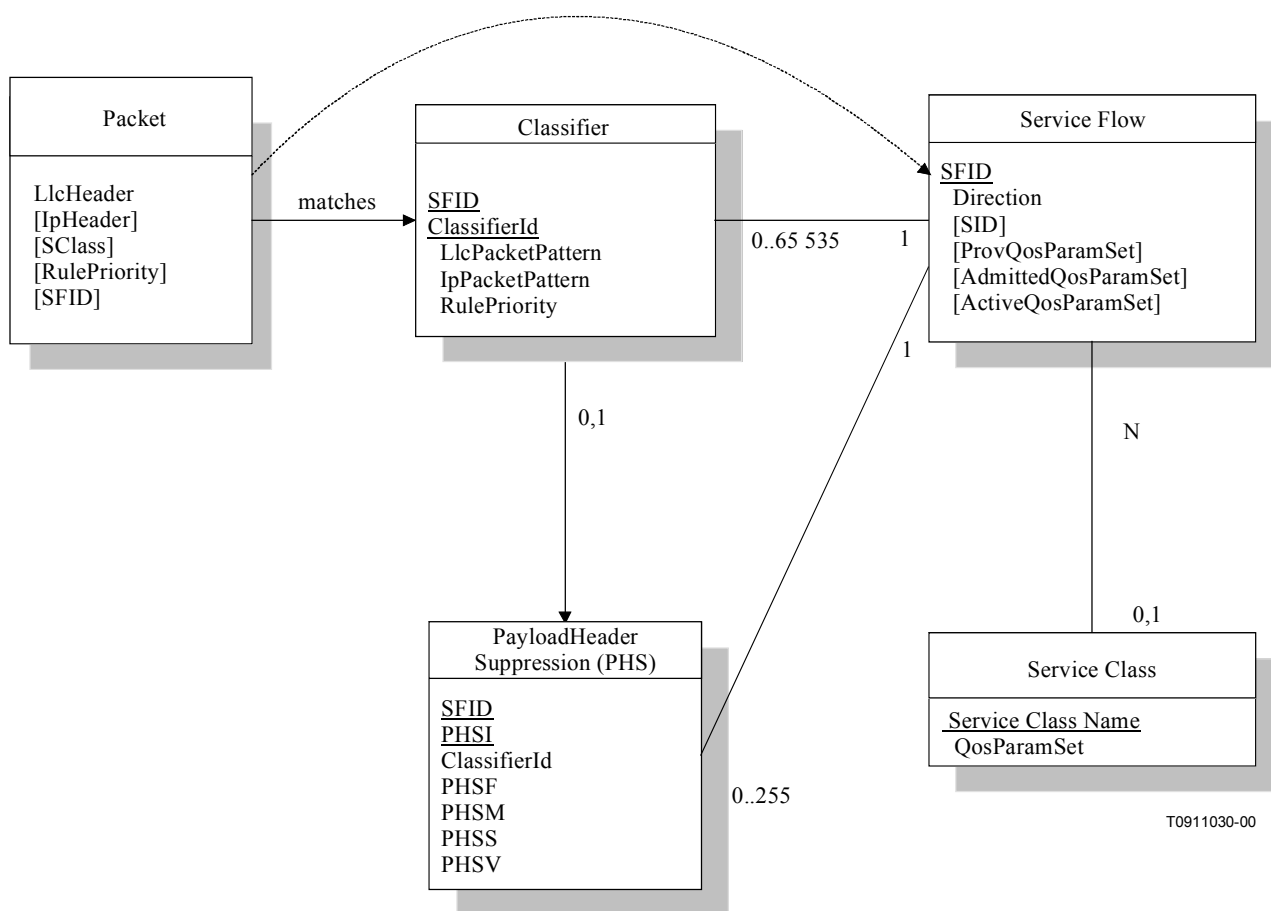 Packet
LlcHeader
[IpHeader]
[SClass]
[RulePriority]
[SFID]
matches
Classifier
SFID
ClassifierId
LlcPacketPattern
IpPacketPattern
RulePriority
0..65 535
1
Service Flow
SFID
Direction
[SID]
[ProvQosParamSet]
[AdmittedQosParamSet]
[ActiveQosParamSet]
1
0,1
N
PayloadHeader
Suppression (PHS)
SFID
PHSI
ClassifierId
PHSF
PHSM
PHSS
PHSV
0..255
0,1
Service Class
Service Class Name
QosParamSet
T0911030-00